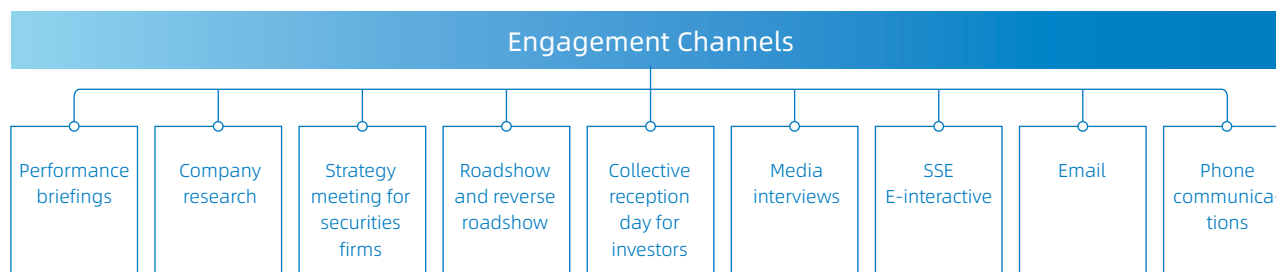 Engagement Channels
Performance
briefings
Company
research
Strategy
meeting for
securities
firms
Roadshow
and reverse
roadshow
Collective
reception
day for
investors
Media
interviews
SSE
E-interactive
Email
Phone
communica-
tions